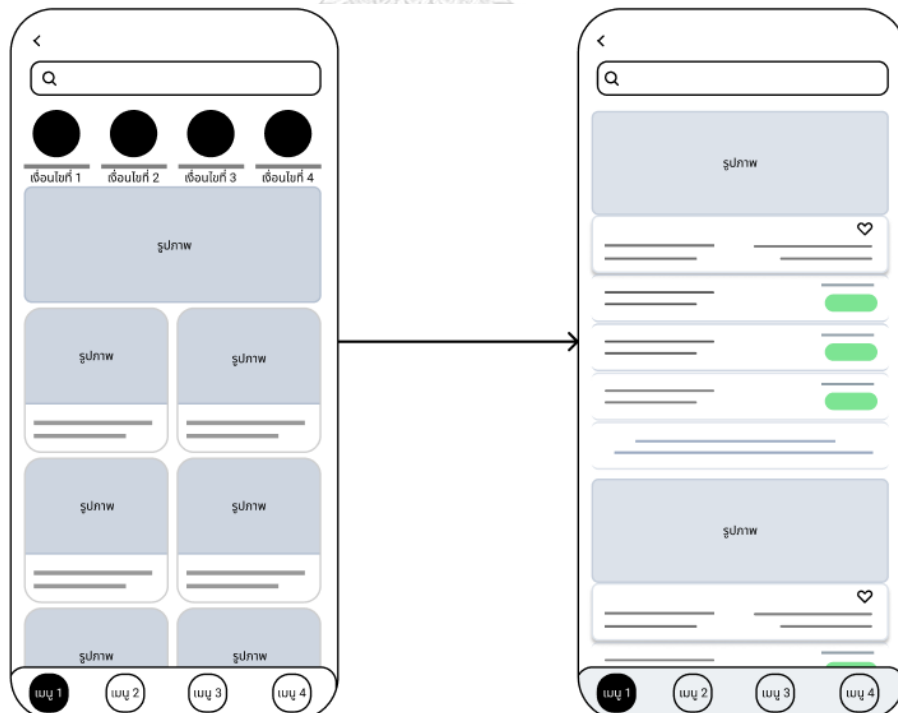 เงื่อนไขที่ 1 เงื่อนไขที่ 2 เงื่อนไขที่ 3 เงื่อนไขที่ 4
รูปภาพ
รูปภาพ รูปภาพ
รูปภาพ รูปภาพ
รูปภาพ รูปภาพ
เมนู 1 เมนู 2 เมนู 3 เมนู 4
รูปภาพ
รูปภาพ
เมนู 1 เมนู 2 เมนู 3 เมนู 4